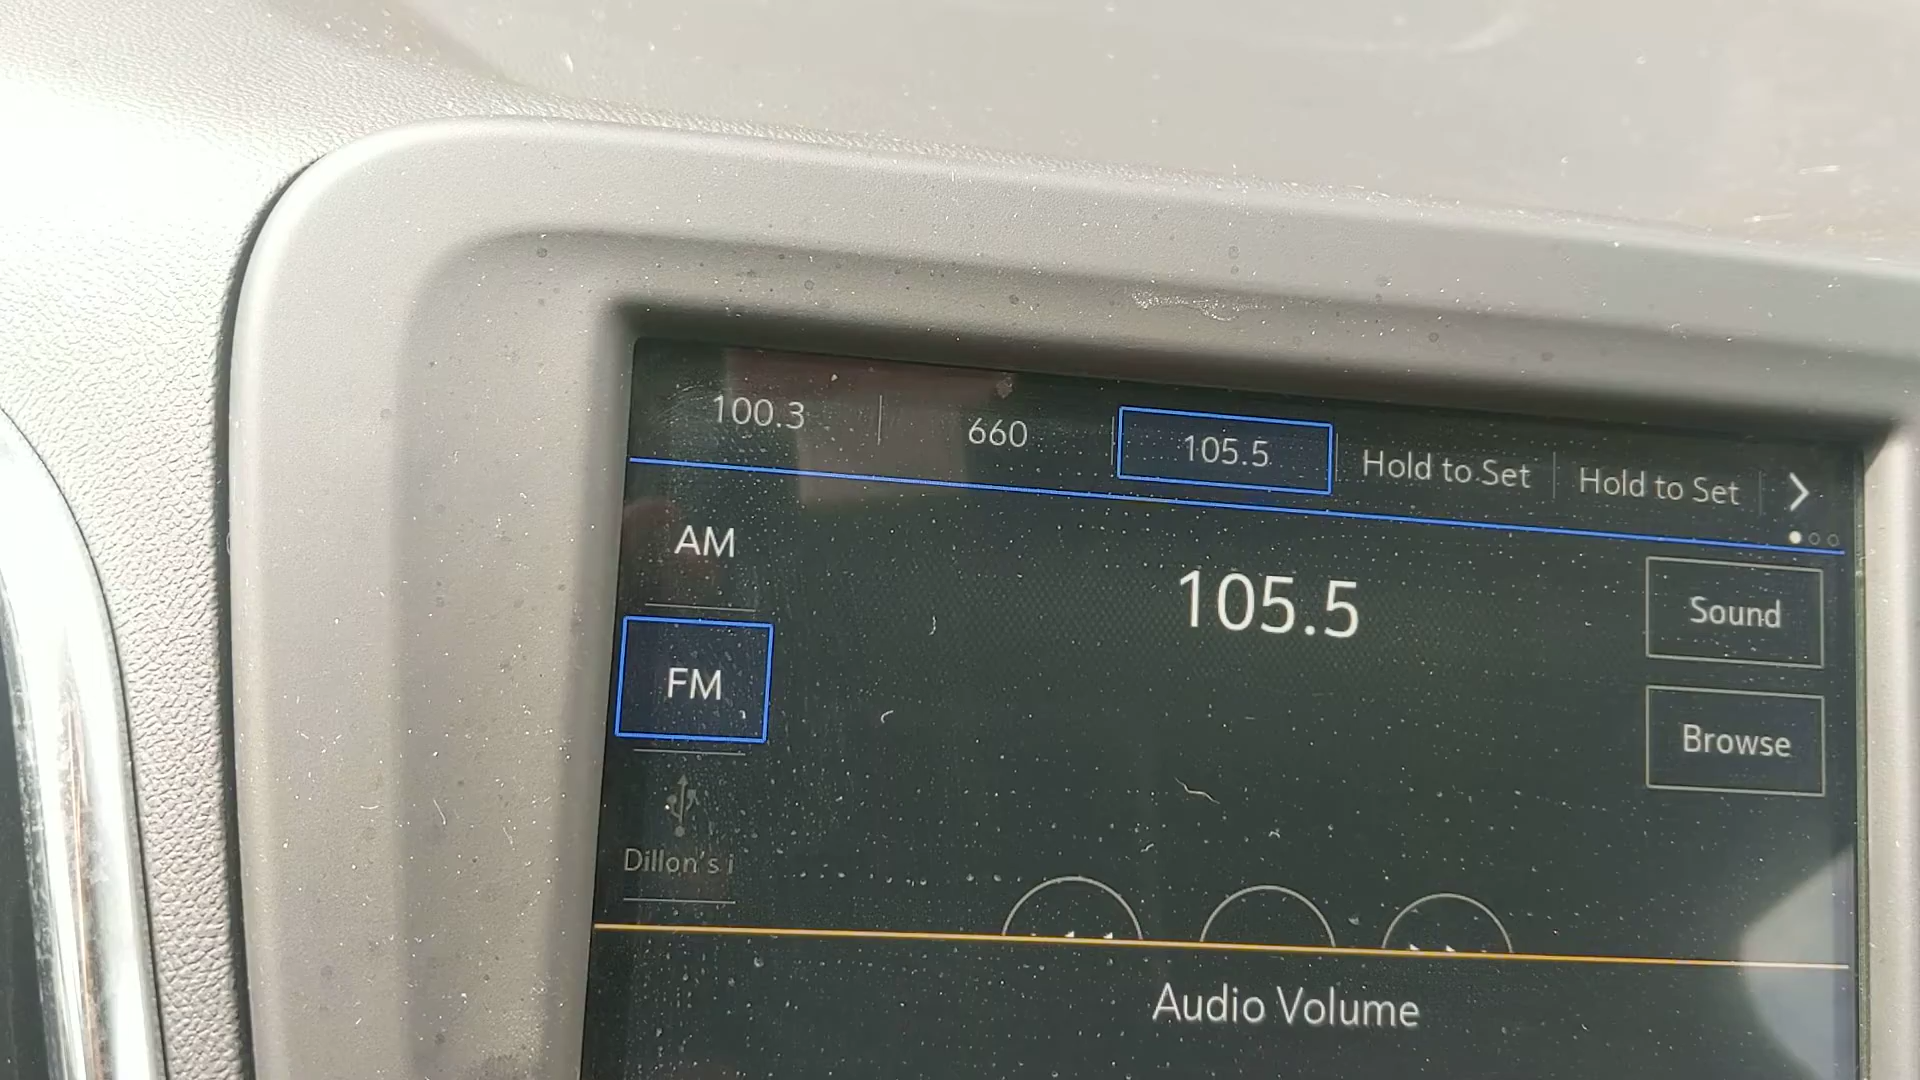 100.3
660
105.5
Hold to Set
Hold to Set
AM
105.5
Sound
FM
Browse
Dillon's i
Audio Volume